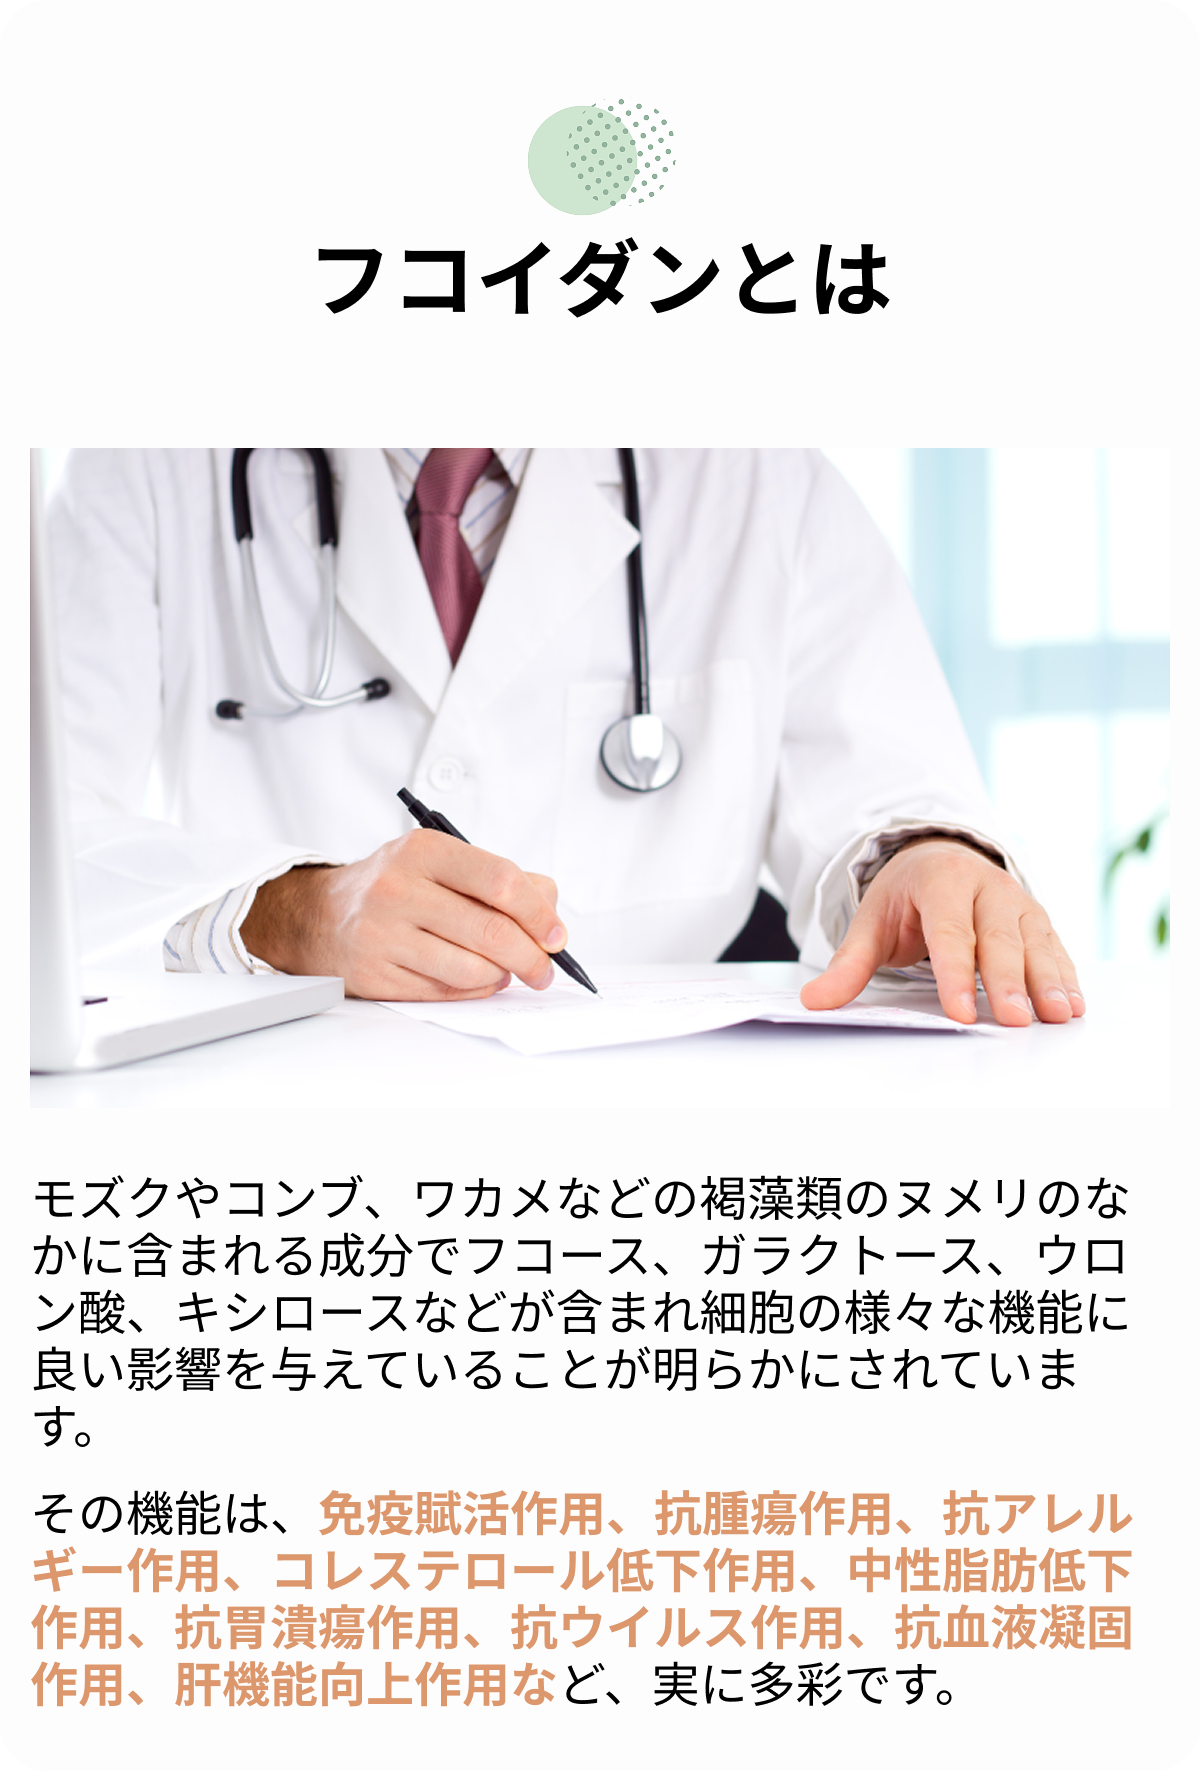 フコイダンとは
モズクやコンブ、ワカメなどの褐藻類のヌメリのな
かに含まれる成分でフコース、ガラクトース、ウロ
ン酸、キシロースなどが含まれ細胞の様々な機能に
良い影響を与えていることが明らかにされていま
す。
その機能は、免疫賦活作用、抗腫瘍作用、抗アレル
ギー作用、コレステロール低下作用、中性脂肪低下
作用、抗胃潰瘍作用、抗ウイルス作用、抗血液凝固
作用、肝機能向上作用など、実に多彩です。